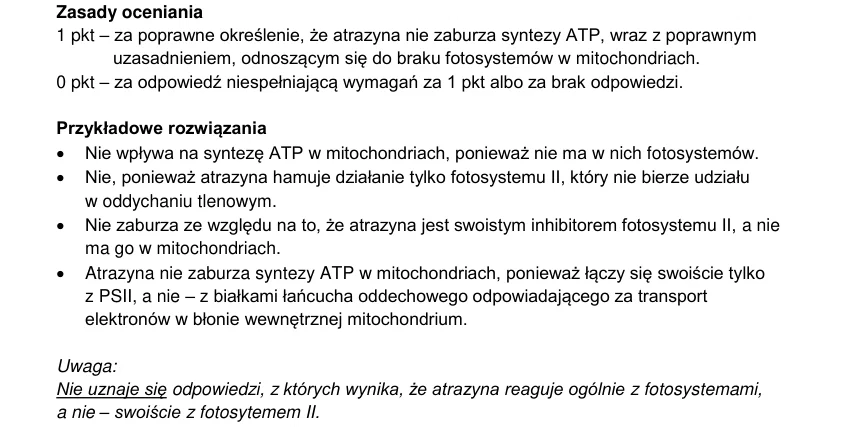 Zasady oceniania
1 pkt – za poprawne określenie, że atrazyna nie zaburza syntezy ATP, wraz z poprawnym
uzasadnieniem, odnoszącym się do braku fotosystemów w mitochondriach.
0 pkt – za odpowiedź niespełniającą wymagań za 1 pkt albo za brak odpowiedzi.
Przykładowe rozwiązania
• Nie wpływa na syntezę ATP w mitochondriach, ponieważ nie ma w nich fotosystemów.
• Nie, ponieważ atrazyna hamuje działanie tylko fotosystemu II, który nie bierze udziału
w oddychaniu tlenowym.
• Nie zaburza ze względu na to, że atrazyna jest swoistym inhibitorem fotosystemu II, a nie
ma go w mitochondriach.
• Atrazyna nie zaburza syntezy ATP w mitochondriach, ponieważ łączy się swoiście tylko
z PSII, a nie – z białkami łańcucha oddechowego odpowiadającego za transport
elektronów w błonie wewnętrznej mitochondrium.
Uwaga:
Nie uznaje się odpowiedzi, z których wynika, że atrazyna reaguje ogólnie z fotosystemami,
a nie – swoiście z fotosytemem II.